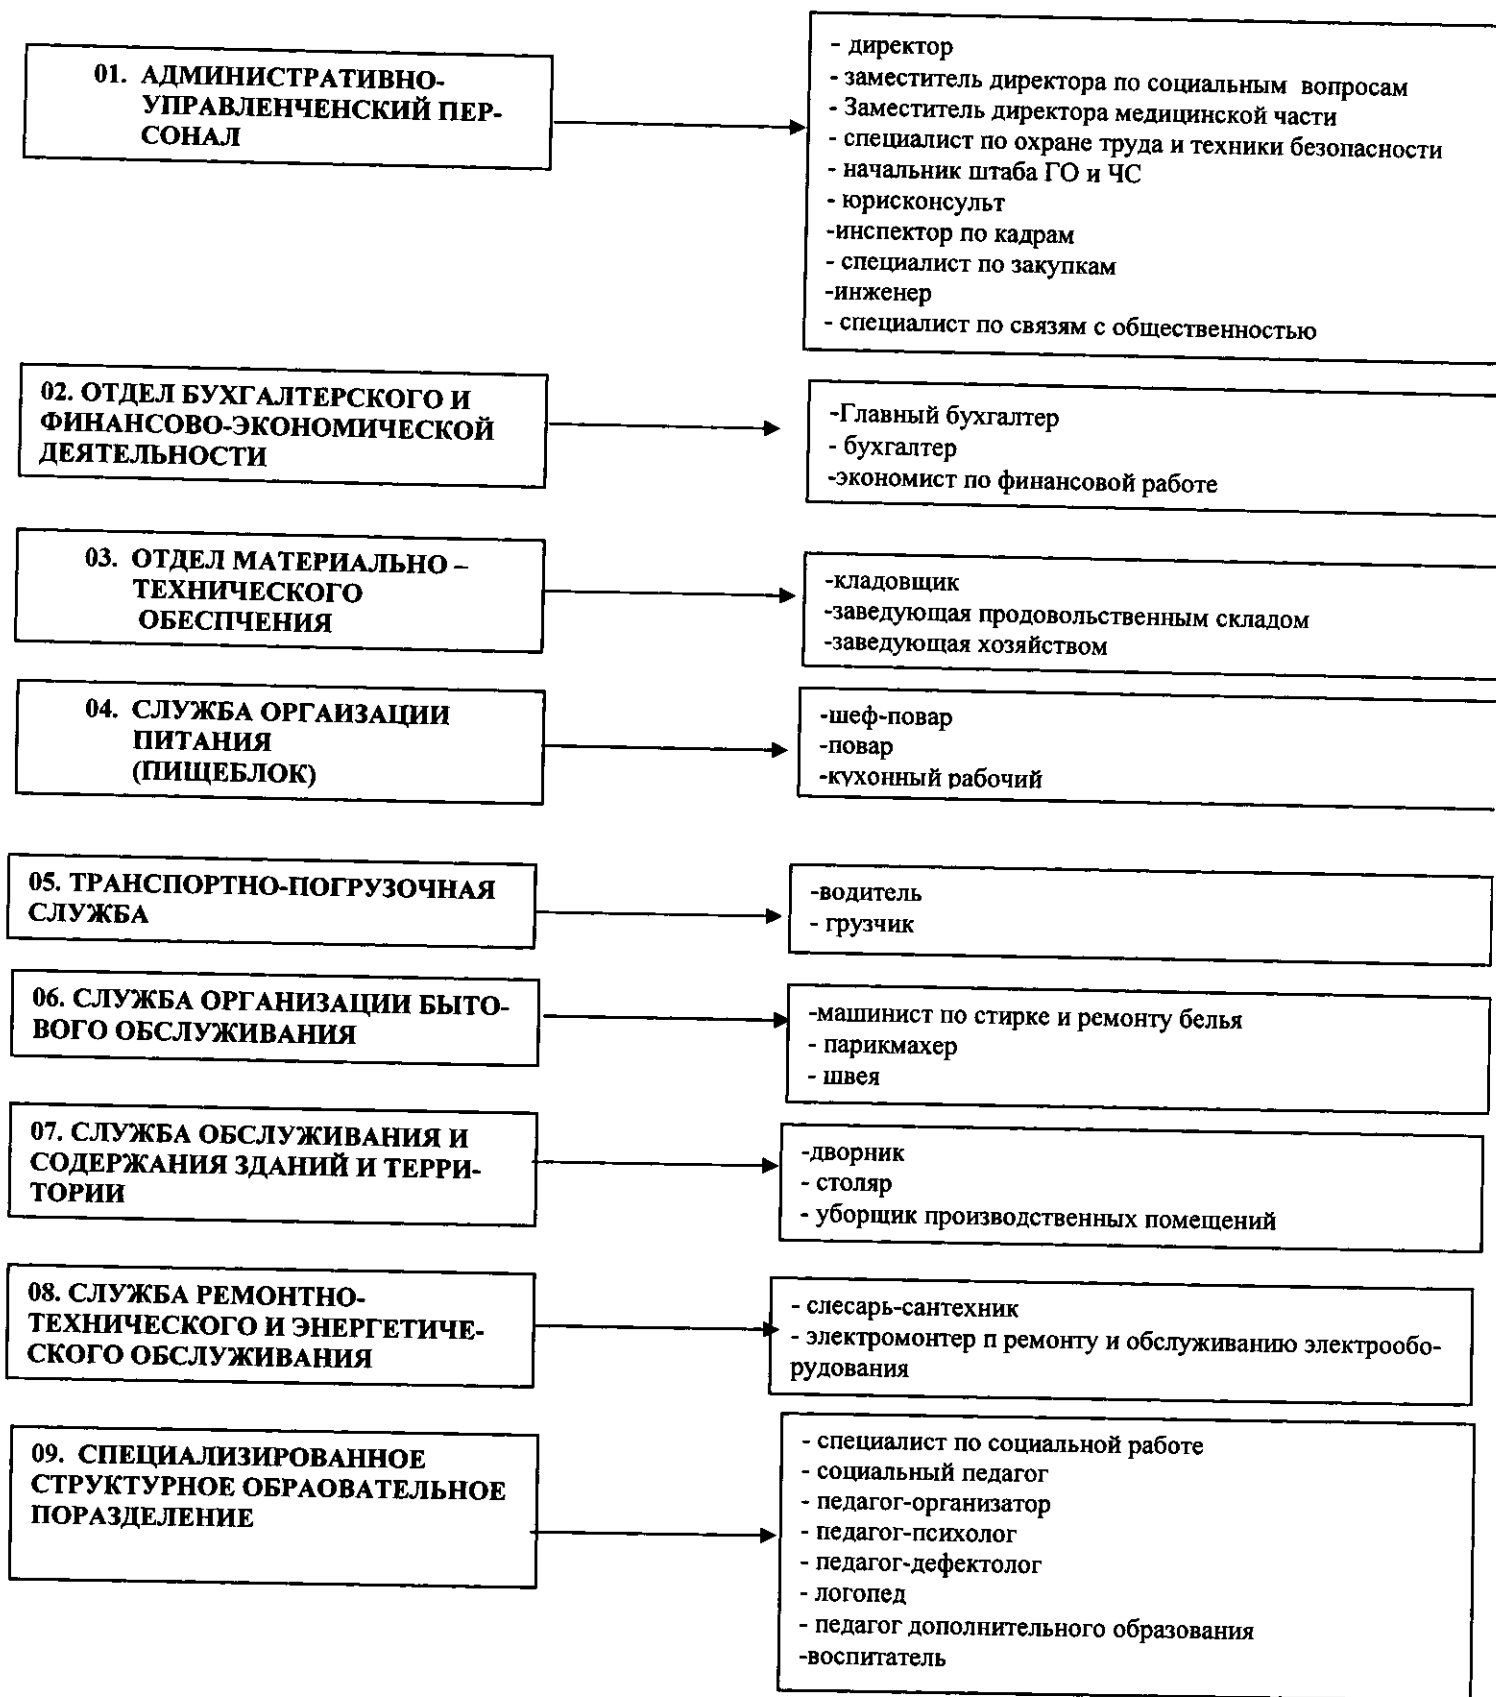 01. АДМИНИСТРАТИВНО-
УПРАВЛЕНЧЕНСКИЙ ПЕР-
СОНАЛ
- директор
- заместитель директора по социальным вопросам
- Заместитель директора медицинской части
- специалист по охране труда и техники безопасности
- начальник штаба ГО и ЧС
- юрисконсульт
-инспектор по кадрам
- специалист по закупкам
-инженер
- специалист по связям с общественностью
02. ОТДЕЛ БУХГАЛТЕРСКОГО И
ФИНАНСОВО-ЭКОНОМИЧЕСКОЙ
ДЕЯТЕЛЬНОСТИ
-Главный бухгалтер
- бухгалтер
-экономист по финансовой работе
03. ОТДЕЛ МАТЕРИАЛЬНО –
ТЕХНИЧЕСКОГО
ОБЕСПЧЕНИЯ
-кладовщик
-заведующая продовольственным складом
-заведующая хозяйством
04. СЛУЖБА ОРГАИЗАЦИИ
ПИТАНИЯ
(ПИЩЕБЛОК)
-шеф-повар
-повар
-кухонный рабочий
05. ТРАНСПОРТНО-ПОГРУЗОЧНАЯ
СЛУЖБА
-водитель
- грузчик
06. СЛУЖБА ОРГАНИЗАЦИИ БЫТО-
ВОГО ОБСЛУЖИВАНИЯ
-машинист по стирке и ремонту белья
- парикмахер
- швея
07. СЛУЖБА ОБСЛУЖИВАНИЯ И
СОДЕРЖАНИЯ ЗДАНИЙ И ТЕРРИ-
ТОРИИ
-дворник
- столяр
- уборщик производственных помещений
08. СЛУЖБА РЕМОНТНО-
ТЕХНИЧЕСКОГО И ЭНЕРГЕТИЧЕ-
СКОГО ОБСЛУЖИВАНИЯ
- слесарь-сантехник
- электромонтер п ремонту и обслуживанию электрообо-
рудования
09. СПЕЦИАЛИЗИРОВАННОЕ
СТРУКТУРНОЕ ОБРАОВАТЕЛЬНОЕ
ПОРАЗДЕЛЕНИЕ
- специалист по социальной работе
- социальный педагог
- педагог-организатор
- педагог-психолог
- педагог-дефектолог
- логопед
- педагог дополнительного образования
-воспитатель